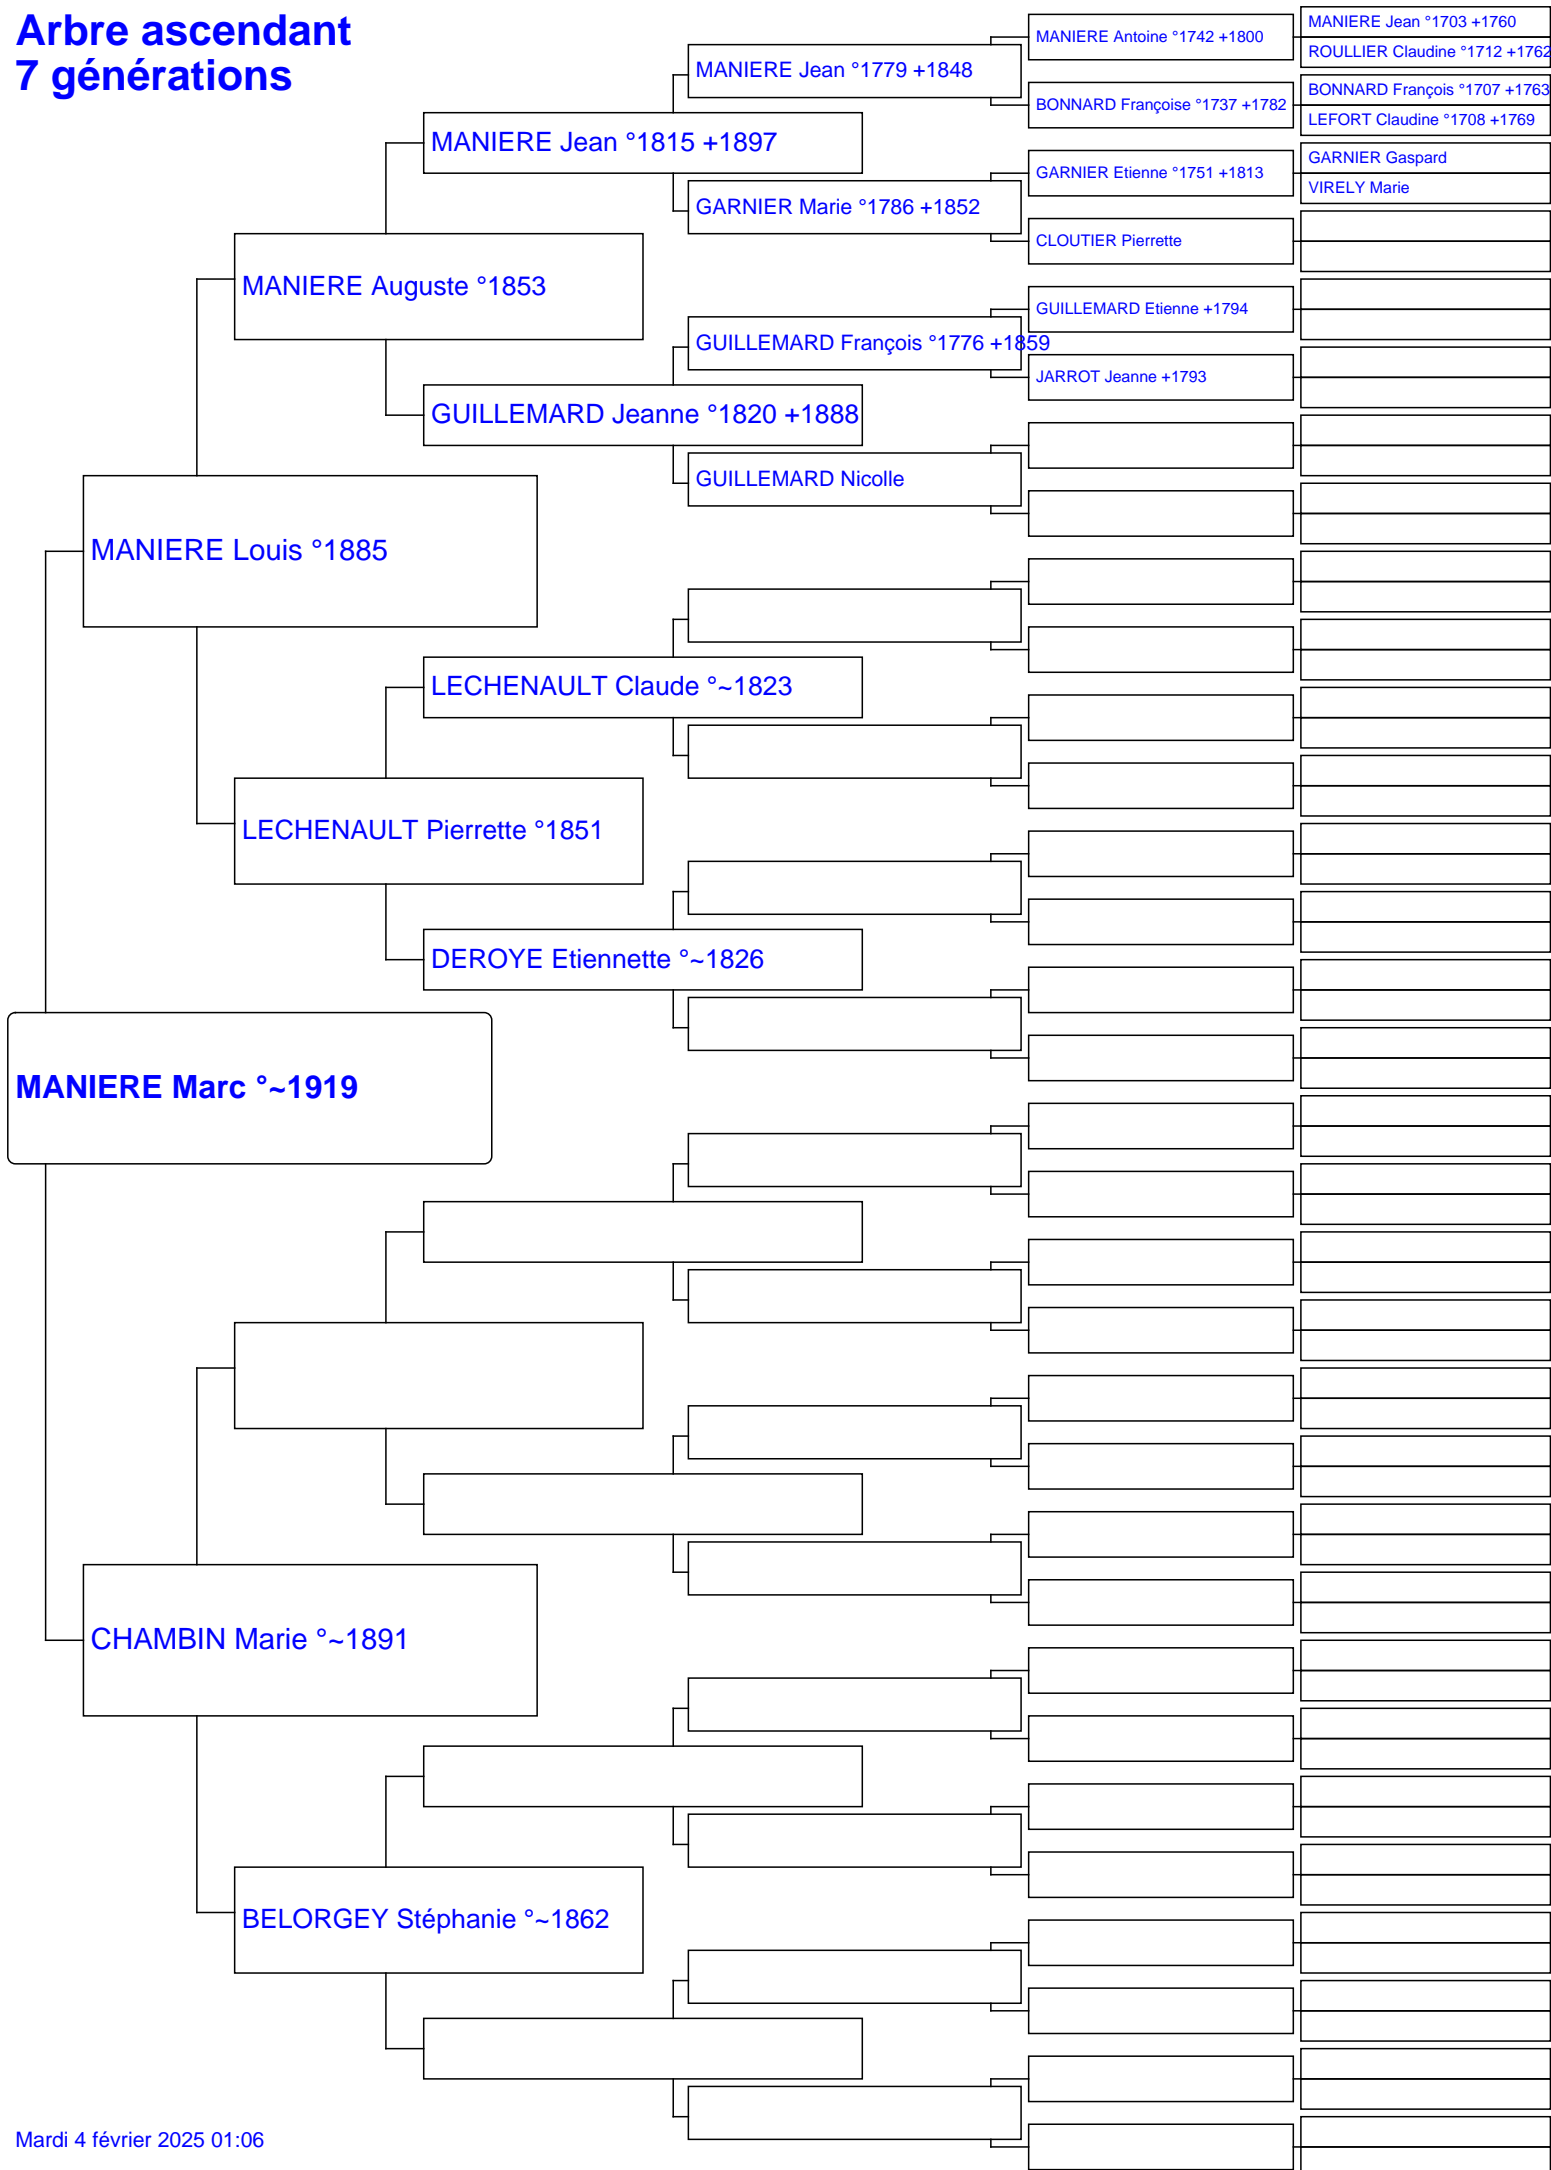 Arbre ascendant
7 générations
MANIERE Jean °1703 +1760
MANIERE Antoine °1742 +1800
ROULLIER Claudine °1712 +1762
MANIERE Jean °1779 +1848
BONNARD François °1707 +1763
BONNARD Françoise °1737 +1782
LEFORT Claudine °1708 +1769
MANIERE Jean °1815 +1897
GARNIER Gaspard
GARNIER Etienne °1751 +1813
VIRELY Marie
GARNIER Marie °1786 +1852
CLOUTIER Pierrette
MANIERE Auguste °1853
GUILLEMARD Etienne +1794
GUILLEMARD François °1776 +1859
JARROT Jeanne +1793
GUILLEMARD Jeanne °1820 +1888
GUILLEMARD Nicolle
MANIERE Louis °1885
LECHENAULT Claude °~1823
LECHENAULT Pierrette °1851
DEROYE Etiennette °~1826
MANIERE Marc °~1919
CHAMBIN Marie °~1891
BELORGEY Stéphanie °~1862
Mardi 4 février 2025 01:06